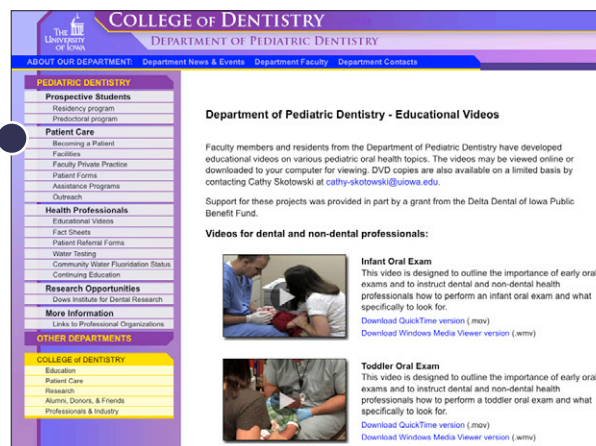 THE
UNIVERSITY
OF IOWA
COLLEGE OF DENTISTRY
DEPARTMENT OF PEDIATRIC DENTISTRY
ABOUT OUR DEPARTMENT: Department News & Events Department Faculty Department Contacts
PEDIATRIC DENTISTRY
Prospective Students
Residency program
Predoctoral program
Patient Care
Becoming a Patient
Facilities
Faculty Private Practice
Patient Forms
Assistance Programs
Outreach
Health Professionals
Educational Videos
Fact Sheets
Patient Referral Forms
Water Testing
Community Water Fluoridation Status
Continuing Education
Research Opportunities
Dows Institute for Dental Research
More Information
Links to Professional Organizations
OTHER DEPARTMENTS
COLLEGE of DENTISTRY
Education
Patient Care
Research
Alumni, Donors, & Friends
Professionals & Industry
Department of Pediatric Dentistry - Educational Videos
Faculty members and residents from the Department of Pediatric Dentistry have developed
educational videos on various pediatric oral health topics. The videos may be viewed online or
downloaded to your computer for viewing. DVD copies are also available on a limited basis by
contacting Cathy Skotowski at cathy-skotowski@uiowa.edu.
Support for these projects was provided in part by a grant from the Delta Dental of Iowa Public
Benefit Fund.
Videos for dental and non-dental professionals:
Infant Oral Exam
This video is designed to outline the importance of early oral
exams and to instruct dental and non-dental health
professionals how to perform an infant oral exam and what
specifically to look for.
Download QuickTime version (.mov)
Download Windows Media Viewer version (.wmv)
Toddler Oral Exam
This video is designed to outline the importance of early oral
exams and to instruct dental and non-dental health
professionals how to perform a toddler oral exam and what
specifically to look for.
Download QuickTime version (.mov)
Download Windows Media Viewer version (.wmv)